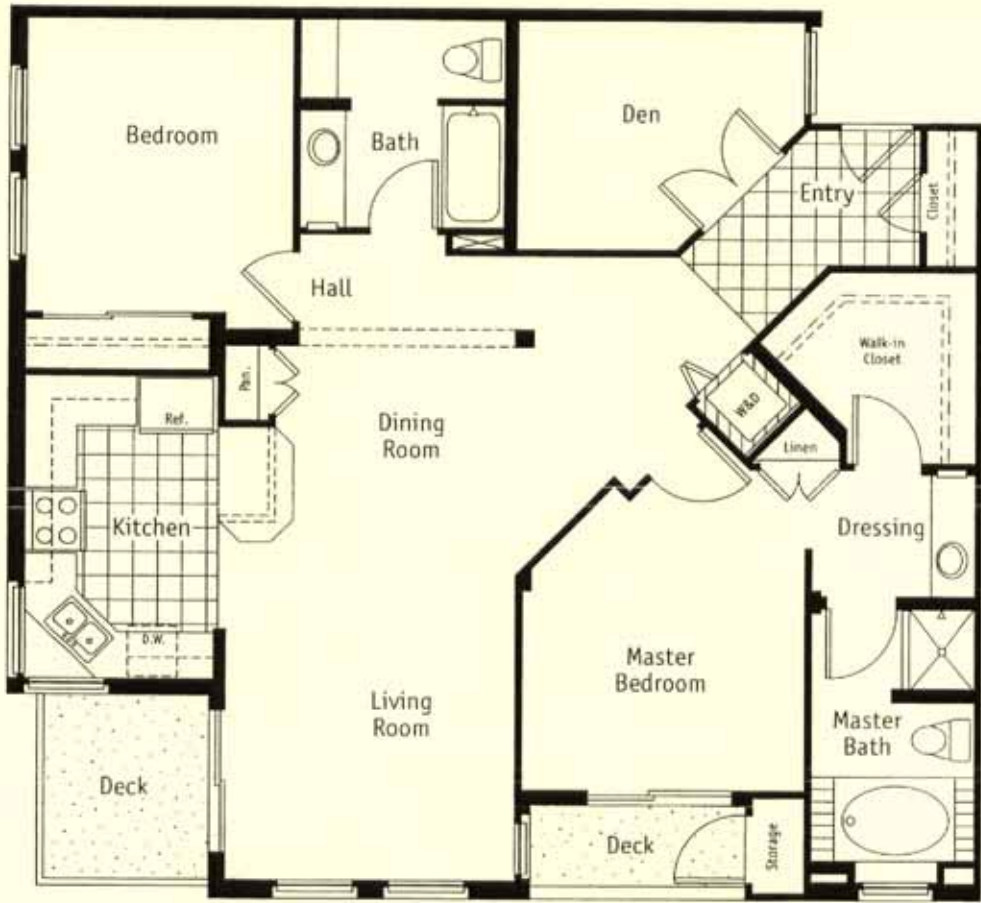 Bedroom
Bath
Den
Entry
Closet
Hall
Walk-in
Closet
Pan.
Ref.
Dining
Room
W&D
Linen
Kitchen
Dressing
D.W.
Living
Room
Master
Bedroom
Master
Bath
Deck
Deck
Storage